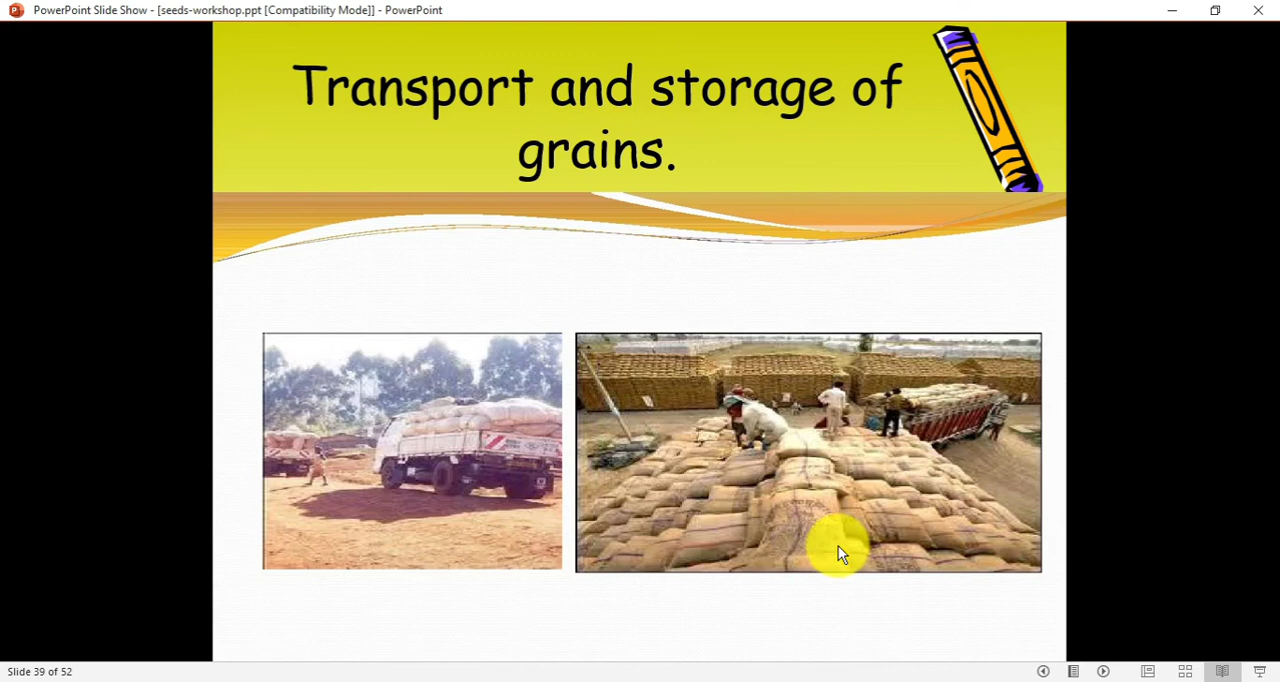 PowerPoint Slide Show - [seeds-workshop.ppt [Compatibility Mode]] - PowerPoint
Transport and storage of
grains.
Slide 39 of 52